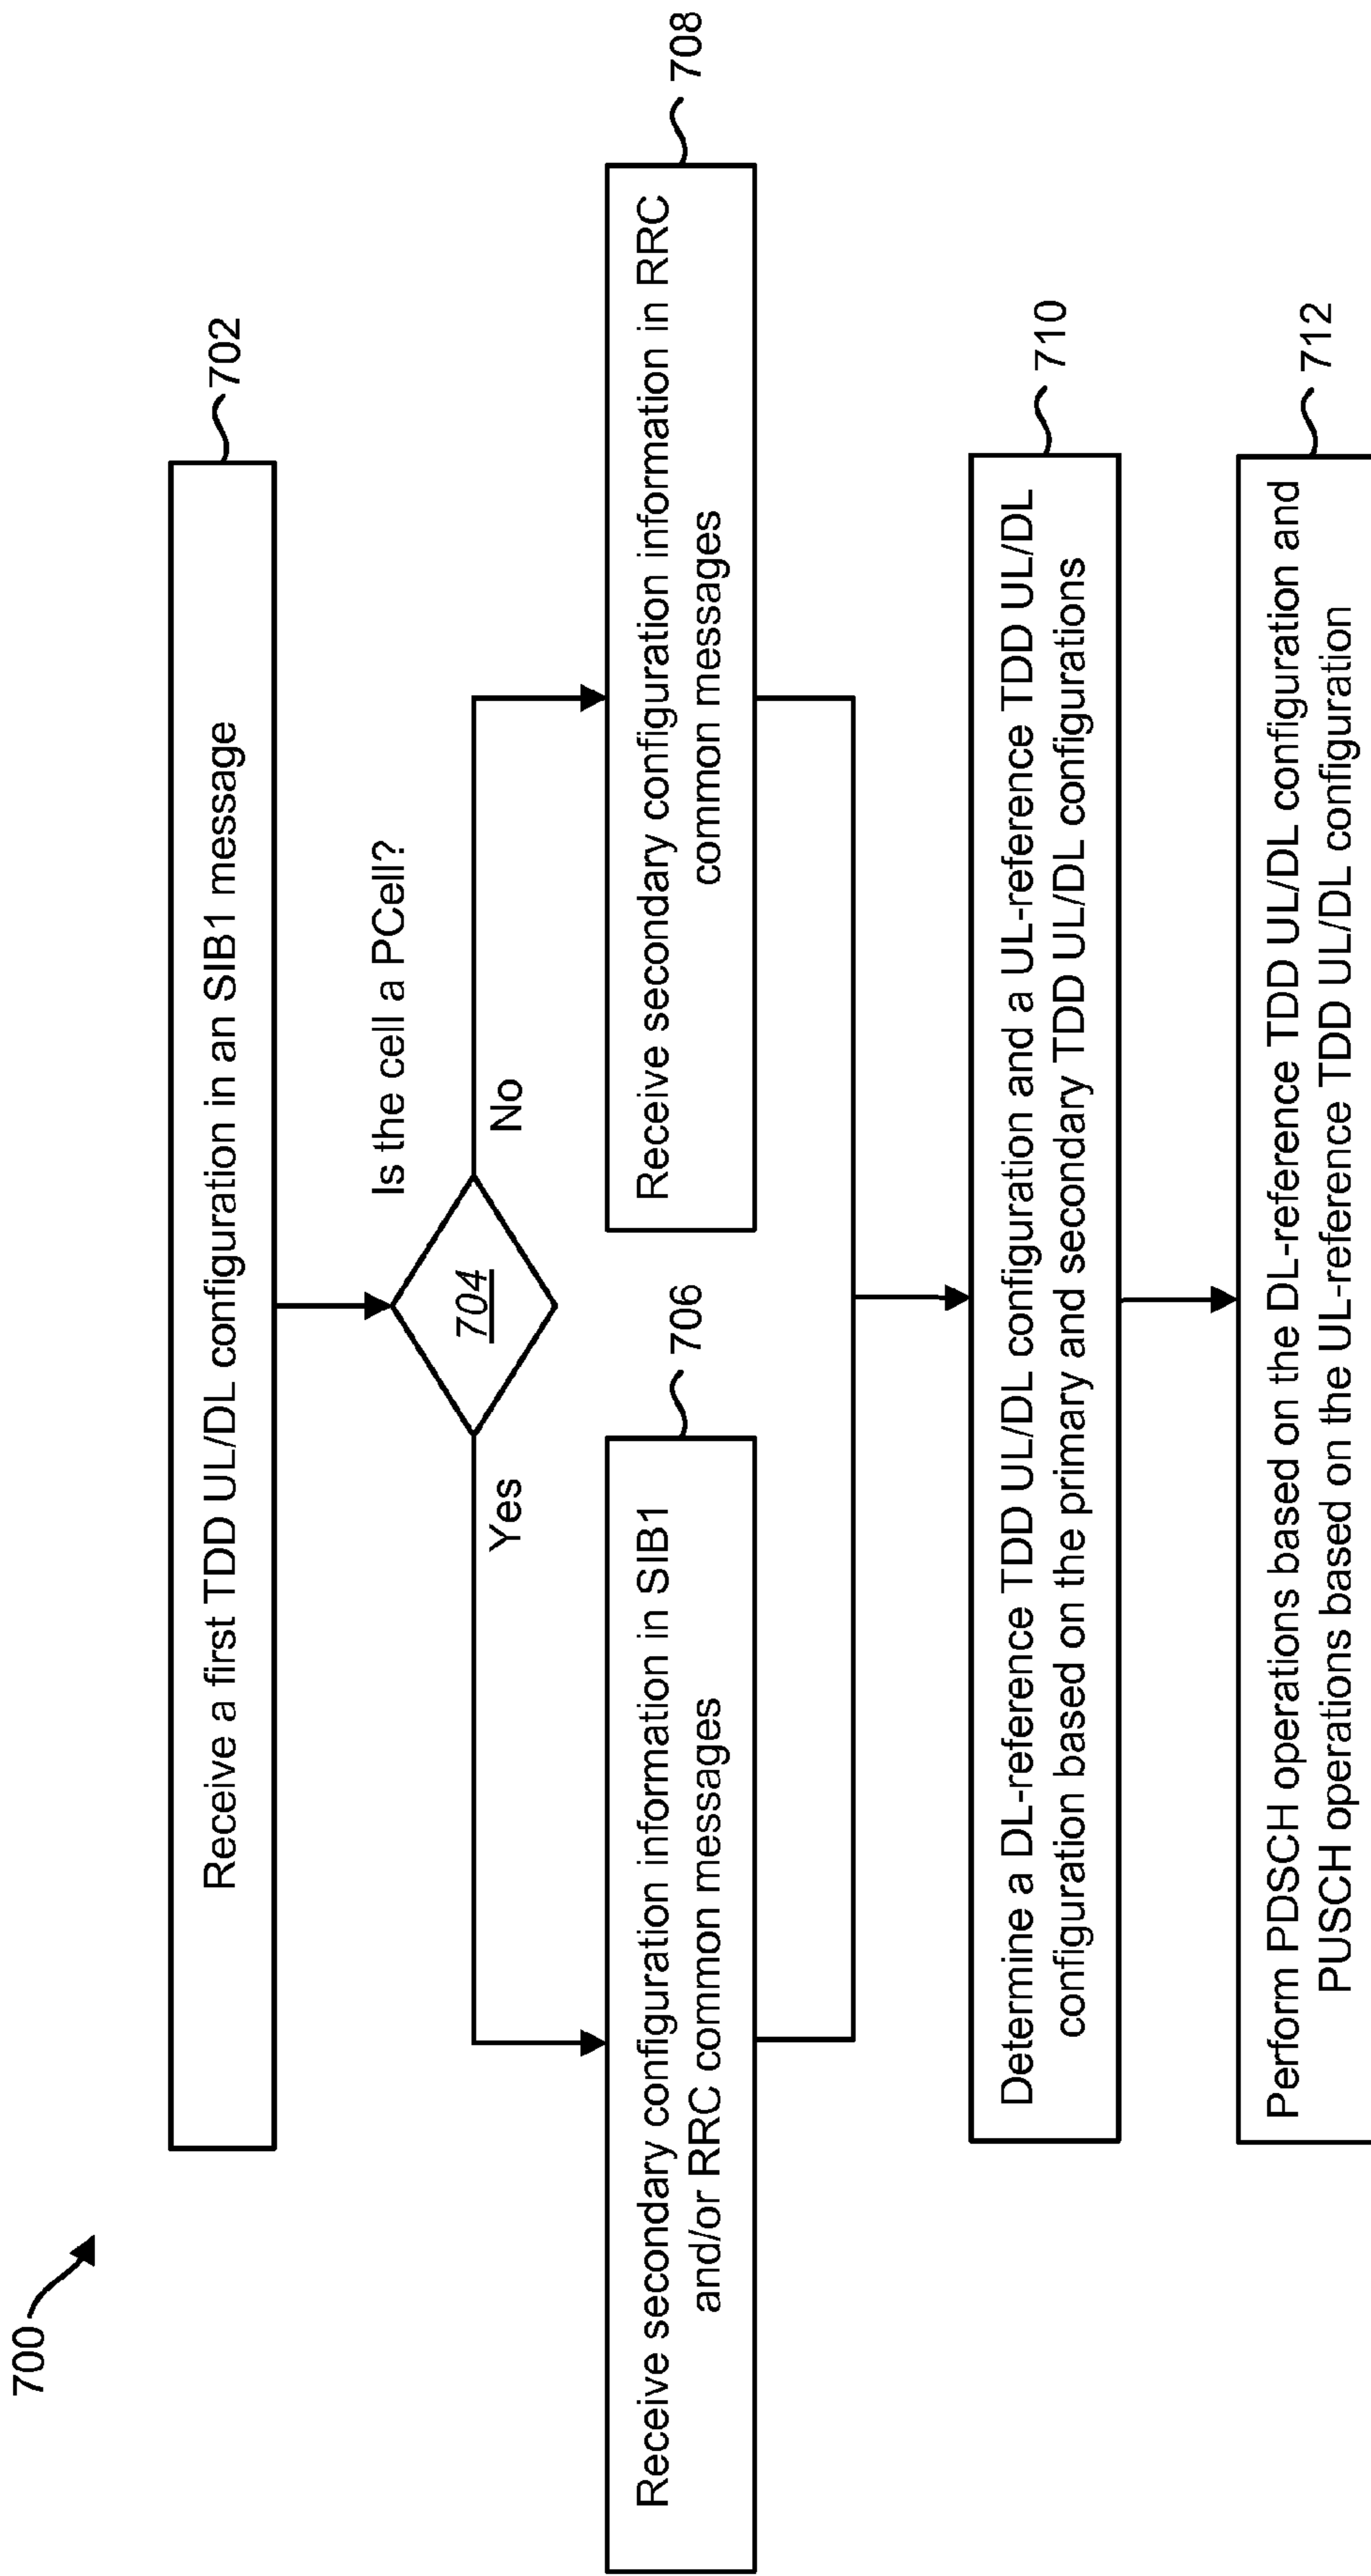 700
702
Receive a first TDD UL/DL configuration in an SIB1 message
Is the cell a PCell?
704
Yes
No
706
Receive secondary configuration information in SIB1
and/or RRC common messages
708
Receive secondary configuration information in RRC
common messages
710
Determine a DL-reference TDD UL/DL configuration and a UL-reference TDD UL/DL
configuration based on the primary and secondary TDD UL/DL configurations
712
Perform PDSCH operations based on the DL-reference TDD UL/DL configuration and
PUSCH operations based on the UL-reference TDD UL/DL configuration